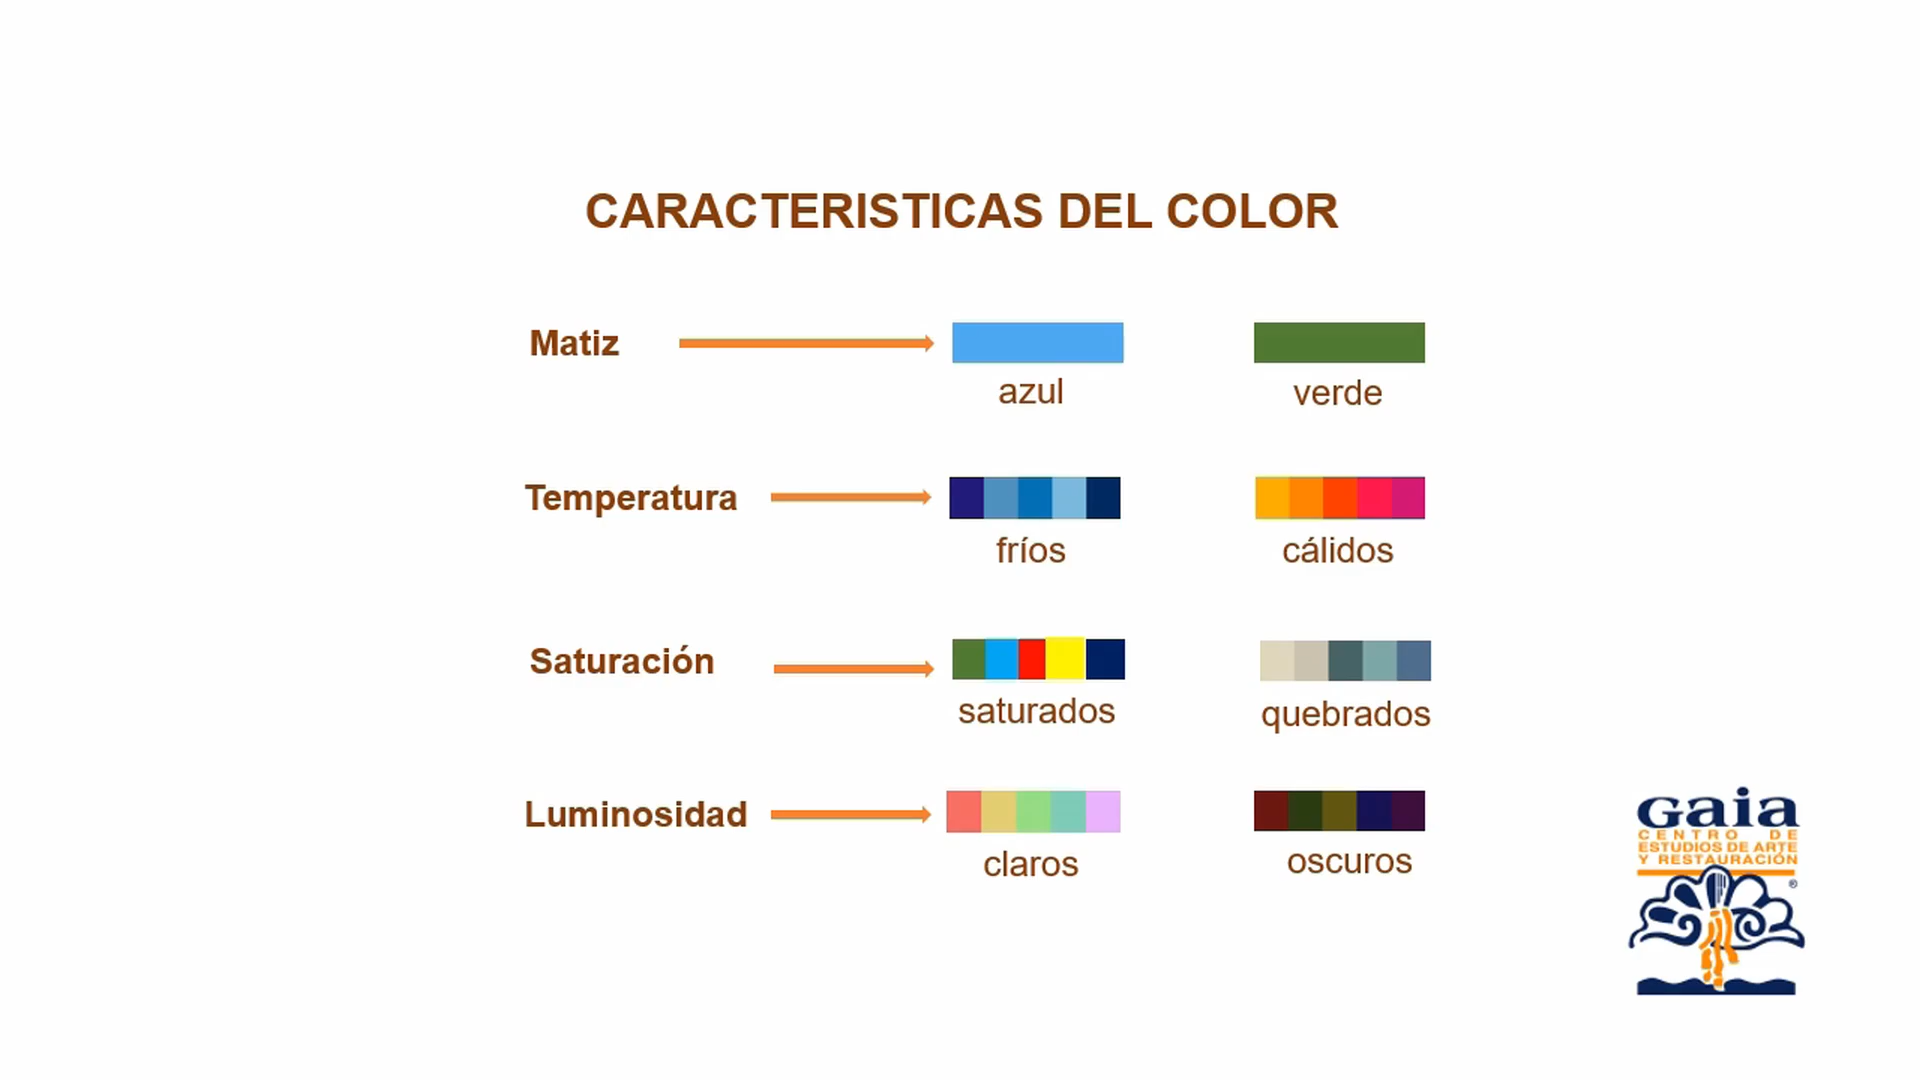 CARACTERISTICAS DEL COLOR
Matiz
azul
verde
Temperatura
fríos
cálidos
Saturación
saturados
quebrados
Luminosidad
claros
oscuros
Gaia
CENTRO DE
ESTUDIOS DE ARTE
Y RESTAURACIÓN
®